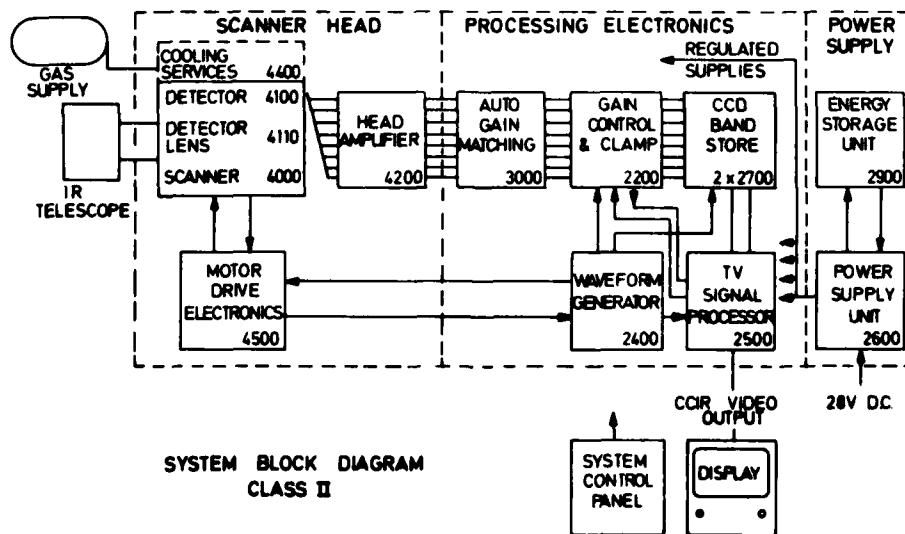 SCANNER HEAD
PROCESSING ELECTRONICS
POWER
SUPPLY
GAS
SUPPLY
COOLING
SERVICES 4400
DETECTOR 4100
DETECTOR
LENS 4110
SCANNER 4000
IR
TELESCOPE
HEAD
AMPLIFIER
4200
AUTO
GAIN
MATCHING
3000
GAIN
CONTROL
& CLAMP
2200
CCD
BAND
STORE
2 x 2700
REGULATED
SUPPLIES
ENERGY
STORAGE
UNIT
2900
MOTOR
DRIVE
ELECTRONICS
4500
WAVEFORM
GENERATOR
2400
TV
SIGNAL
PROCESSOR
2500
POWER
SUPPLY
UNIT
2600
CCIR VIDEO
OUTPUT
28V D.C.
SYSTEM BLOCK DIAGRAM
CLASS II
SYSTEM
CONTROL
PANEL
DISPLAY